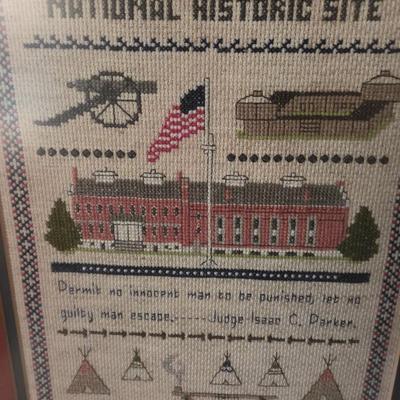 NATIONAL HISTORIC SITE
Permit no innocent man to be punished, let no
guilty man escape.-----Judge Isaac C. Parker.